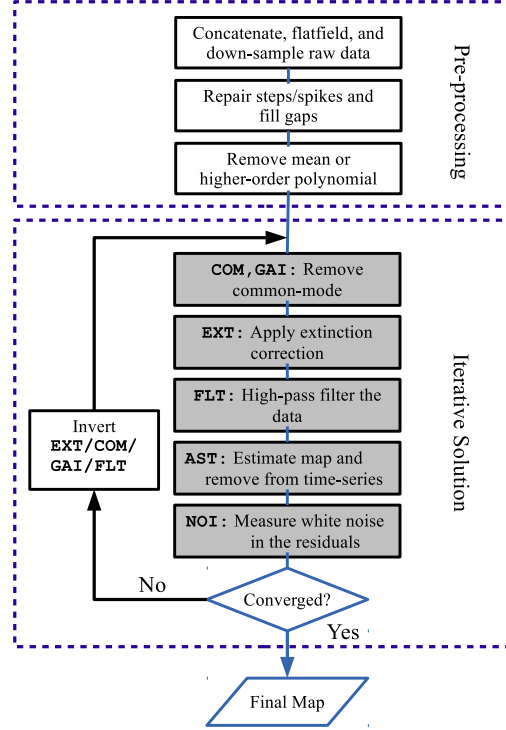 Concatenate, flatfield, and
down-sample raw data
Repair steps/spikes and
fill gaps
Remove mean or
higher-order polynomial
Pre-processing
COM,GAI: Remove
common-mode
EXT: Apply extinction
correction
FLT: High-pass filter the
data
AST: Estimate map and
remove from time-series
NOI: Measure white noise
in the residuals
Invert
EXT/COM/
GAI/FLT
Iterative Solution
No
Converged?
Yes
Final Map